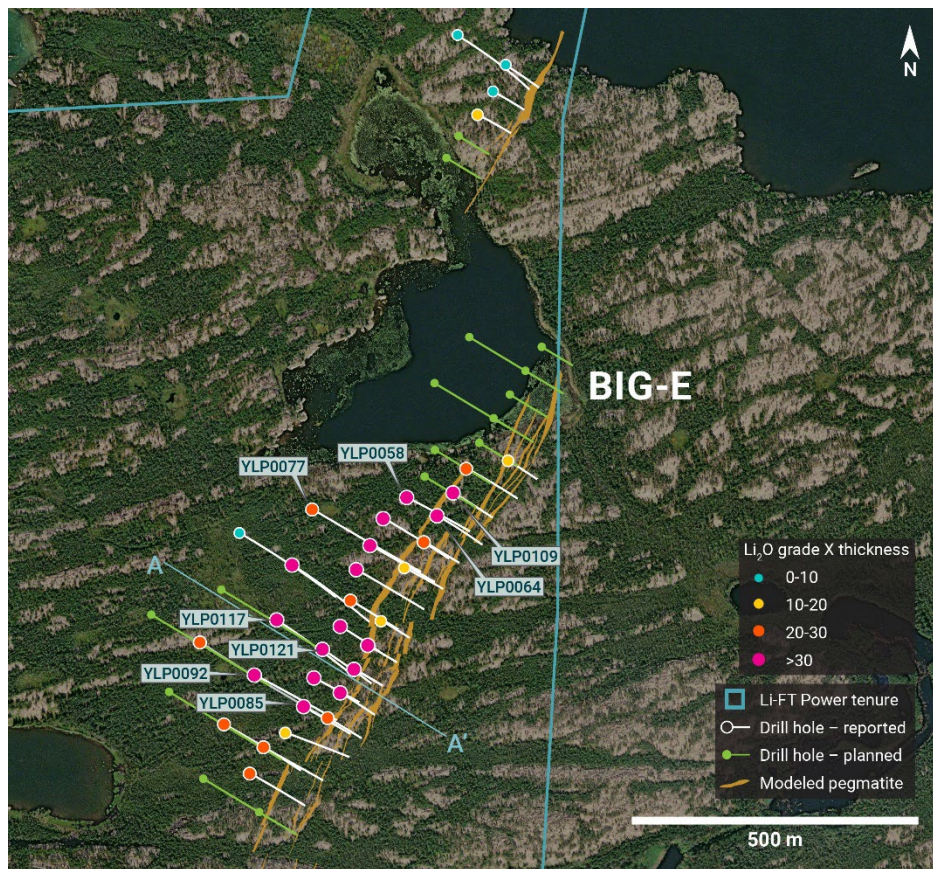 N
BIG-E
YLP0077
YLP0058
YLP0109
YLP0064
A
YLP0117
YLP0121
YLP0092
YLP0085
A'
Li₂O grade X thickness
0-10
10-20
20-30
>30
Li-FT Power tenure
Drill hole – reported
Drill hole – planned
Modeled pegmatite
500 m